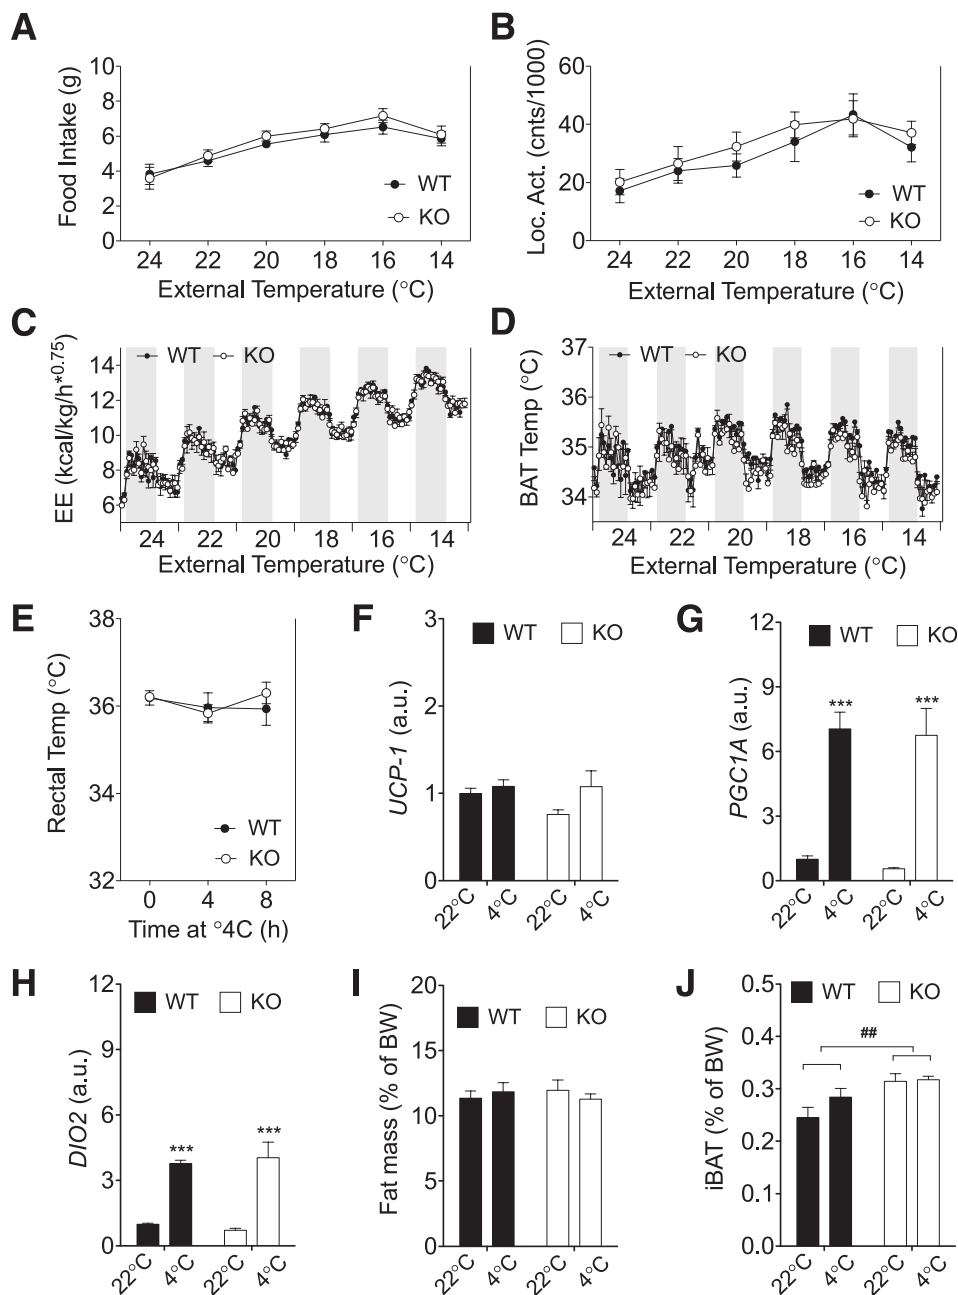 A
Food Intake (g)
10
8
6
4
2
0
WT
KO
24 22 20 18 16 14
External Temperature (°C)
B
Loc. Act. (cnts/1000)
60
40
20
0
WT
KO
24 22 20 18 16 14
External Temperature (°C)
C
EE (kcal/kg/h*0.75)
WT KO
14
12
10
8
6
24 22 20 18 16 14
External Temperature (°C)
D
BAT Temp (°C)
WT KO
37
36
35
34
24 22 20 18 16 14
External Temperature (°C)
E
Rectal Temp (°C)
38
36
34
32
WT
KO
0 4 8
Time at °4C (h)
F
UCP-1 (a.u.)
WT KO
3
2
1
0
22°C 4°C 22°C 4°C
G
PGC1A (a.u.)
WT KO
12
9
6
3
0
*** ***
22°C 4°C 22°C 4°C
H
DIO2 (a.u.)
WT KO
12
9
6
3
0
*** ***
22°C 4°C 22°C 4°C
I
Fat mass (% of BW)
WT KO
20
15
10
5
0
22°C 4°C 22°C 4°C
J
iBAT (% of BW)
WT KO
0.5
0.4
0.3
0.2
0.1
0.0
##
22°C 4°C 22°C 4°C